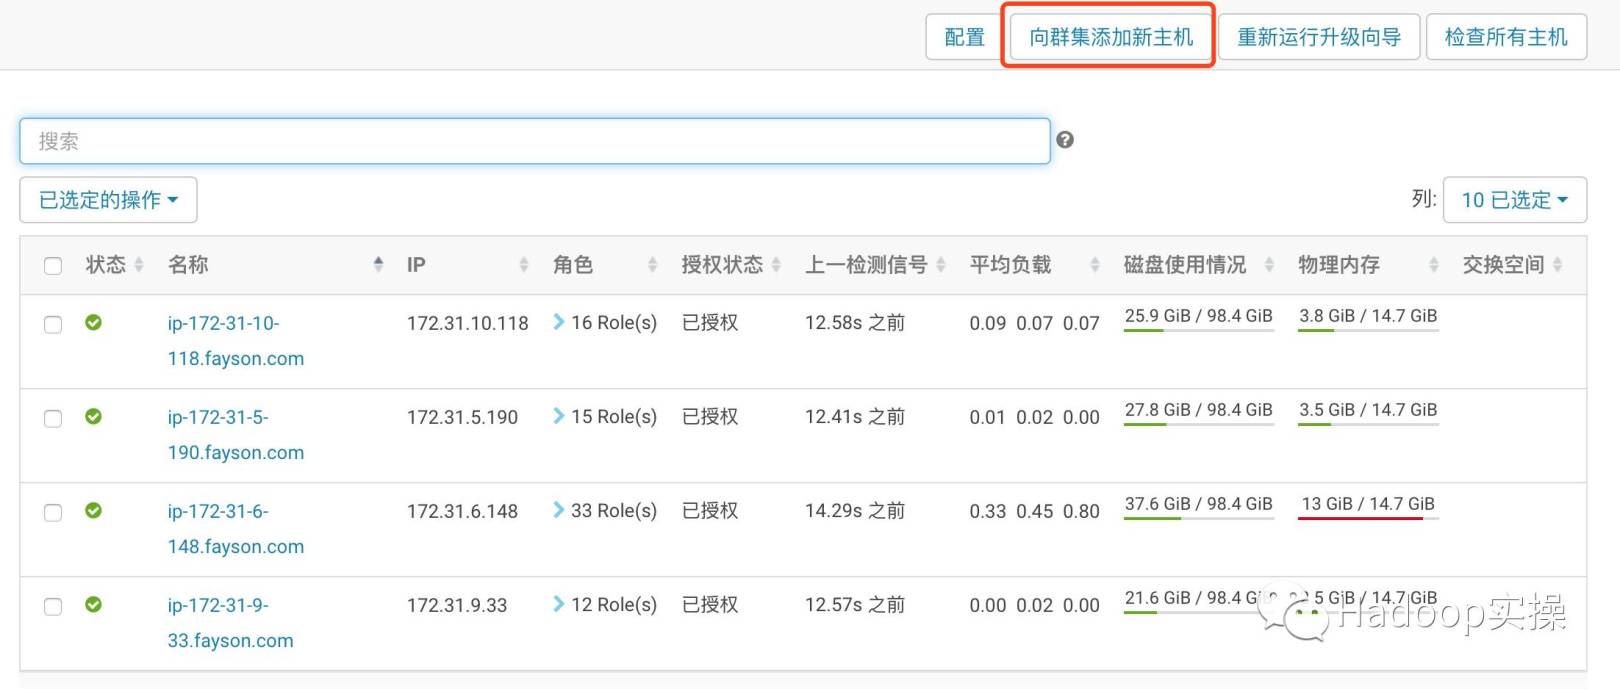 配置 向群集添加新主机 重新运行升级向导 检查所有主机
搜索
已选定的操作 列: 10 已选定
状态 名称 IP 角色 授权状态 上一检测信号 平均负载 磁盘使用情况 物理内存 交换空间
ip-172-31-10- 172.31.10.118 16 Role(s) 已授权 12.58s 之前 0.09 0.07 0.07 25.9 GiB / 98.4 GiB 3.8 GiB / 14.7 GiB
118.fayson.com
ip-172-31-5- 172.31.5.190 15 Role(s) 已授权 12.41s 之前 0.01 0.02 0.00 27.8 GiB / 98.4 GiB 3.5 GiB / 14.7 GiB
190.fayson.com
ip-172-31-6- 172.31.6.148 33 Role(s) 已授权 14.29s 之前 0.33 0.45 0.80 37.6 GiB / 98.4 GiB 13 GiB / 14.7 GiB
148.fayson.com
ip-172-31-9- 172.31.9.33 12 Role(s) 已授权 12.57s 之前 0.00 0.02 0.00 21.6 GiB / 98.4 GiB / 14.7 GiB
33.fayson.com
Hadoop实操